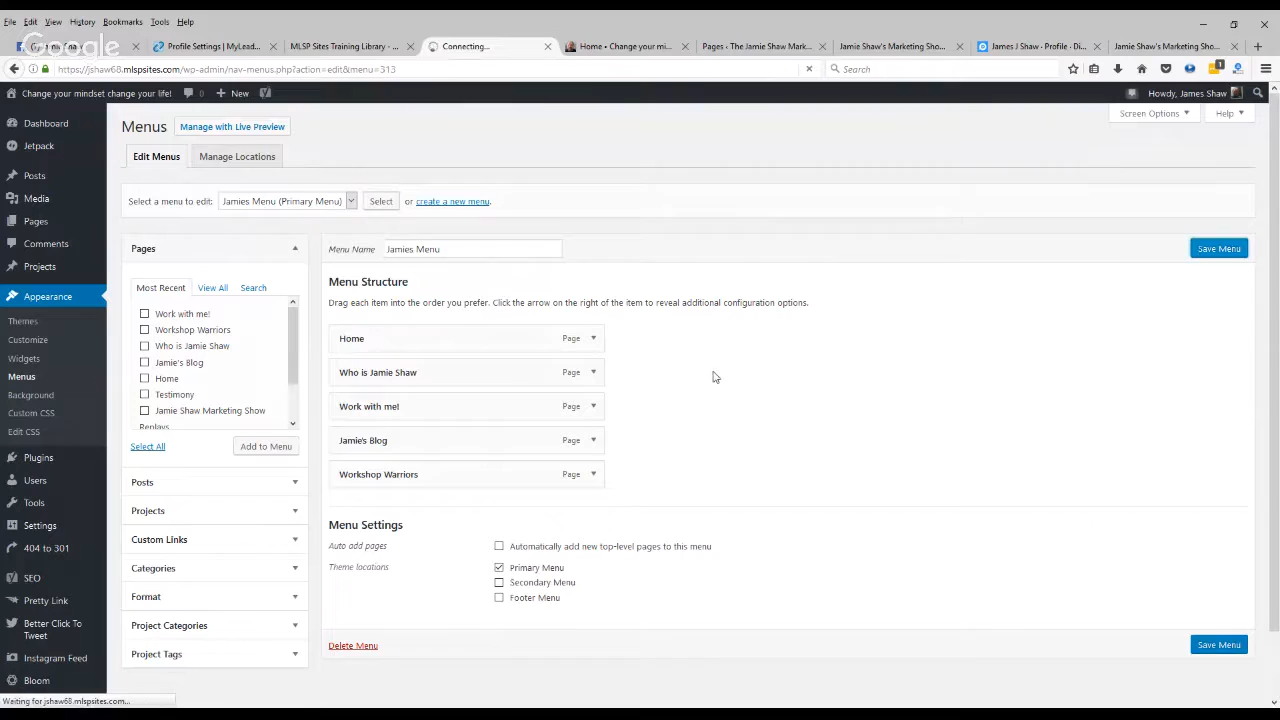 File Edit View History Bookmarks Tools Help
Google
Profile Settings | MyLead...
MLSP Sites Training Library - ...
Connecting...
Home • Change your mi...
Pages ‹ The Jamie Shaw Mark...
Jamie Shaw's Marketing Sho...
James J Shaw - Profile - Di...
Jamie Shaw's Marketing Sho...
https://jshaw68.mlspsites.com/wp-admin/nav-menus.php?action=edit&menu=313
Search
1
Change your mindset change your life!
0
New
Howdy, James Shaw
Dashboard
Jetpack
Posts
Media
Pages
Comments
Projects
Appearance
Themes
Customize
Widgets
Menus
Background
Custom CSS
Edit CSS
Plugins
Users
Tools
Settings
404 to 301
SEO
Pretty Link
Better Click To
Tweet
Instagram Feed
Bloom
Menus
Manage with Live Preview
Screen Options
Help
Edit Menus
Manage Locations
Select a menu to edit: Jamies Menu (Primary Menu) Select or create a new menu.
Pages
Most Recent View All Search
Work with me!
Workshop Warriors
Who is Jamie Shaw
Jamie's Blog
Home
Testimony
Jamie Shaw Marketing Show
Replays
Select All
Add to Menu
Posts
Projects
Custom Links
Categories
Format
Project Categories
Project Tags
Menu Name Jamies Menu
Save Menu
Menu Structure
Drag each item into the order you prefer. Click the arrow on the right of the item to reveal additional configuration options.
Home Page
Who is Jamie Shaw Page
Work with me! Page
Jamie's Blog Page
Workshop Warriors Page
Menu Settings
Auto add pages Automatically add new top-level pages to this menu
Theme locations Primary Menu
Secondary Menu
Footer Menu
Delete Menu
Save Menu
Waiting for jshaw68.mlspsites.com...